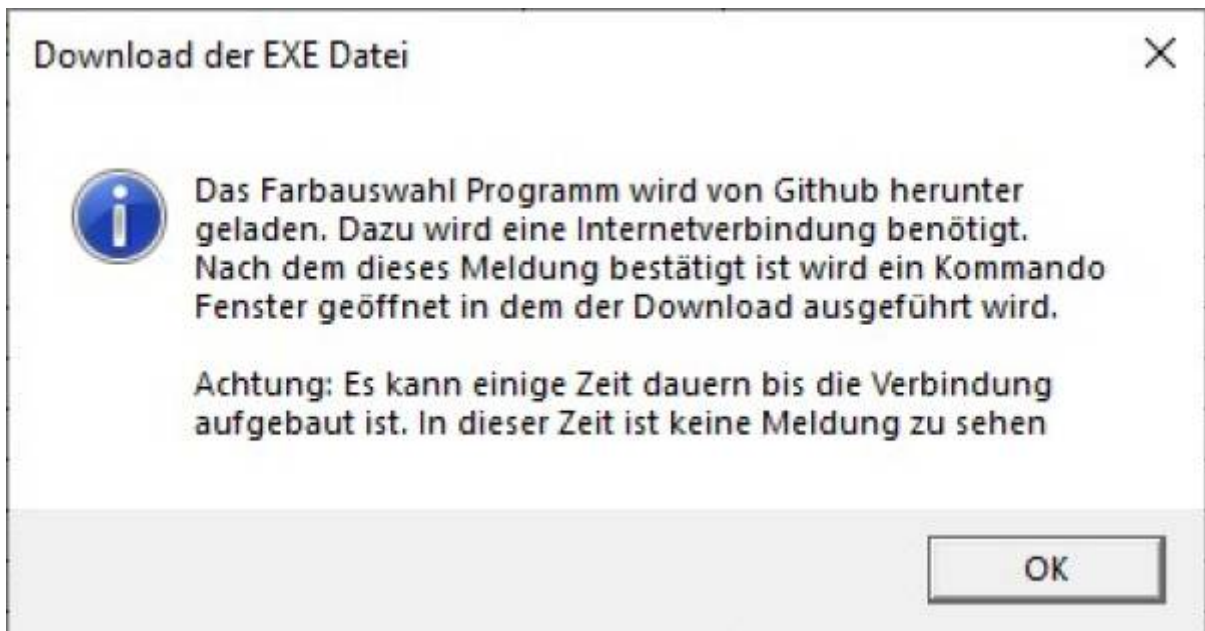 Download der EXE Datei
Das Farbauswahl Programm wird von Github herunter
geladen. Dazu wird eine Internetverbindung benötigt.
Nach dem dieses Meldung bestätigt ist wird ein Kommando
Fenster geöffnet in dem der Download ausgeführt wird.
Achtung: Es kann einige Zeit dauern bis die Verbindung
aufgebaut ist. In dieser Zeit ist keine Meldung zu sehen
OK